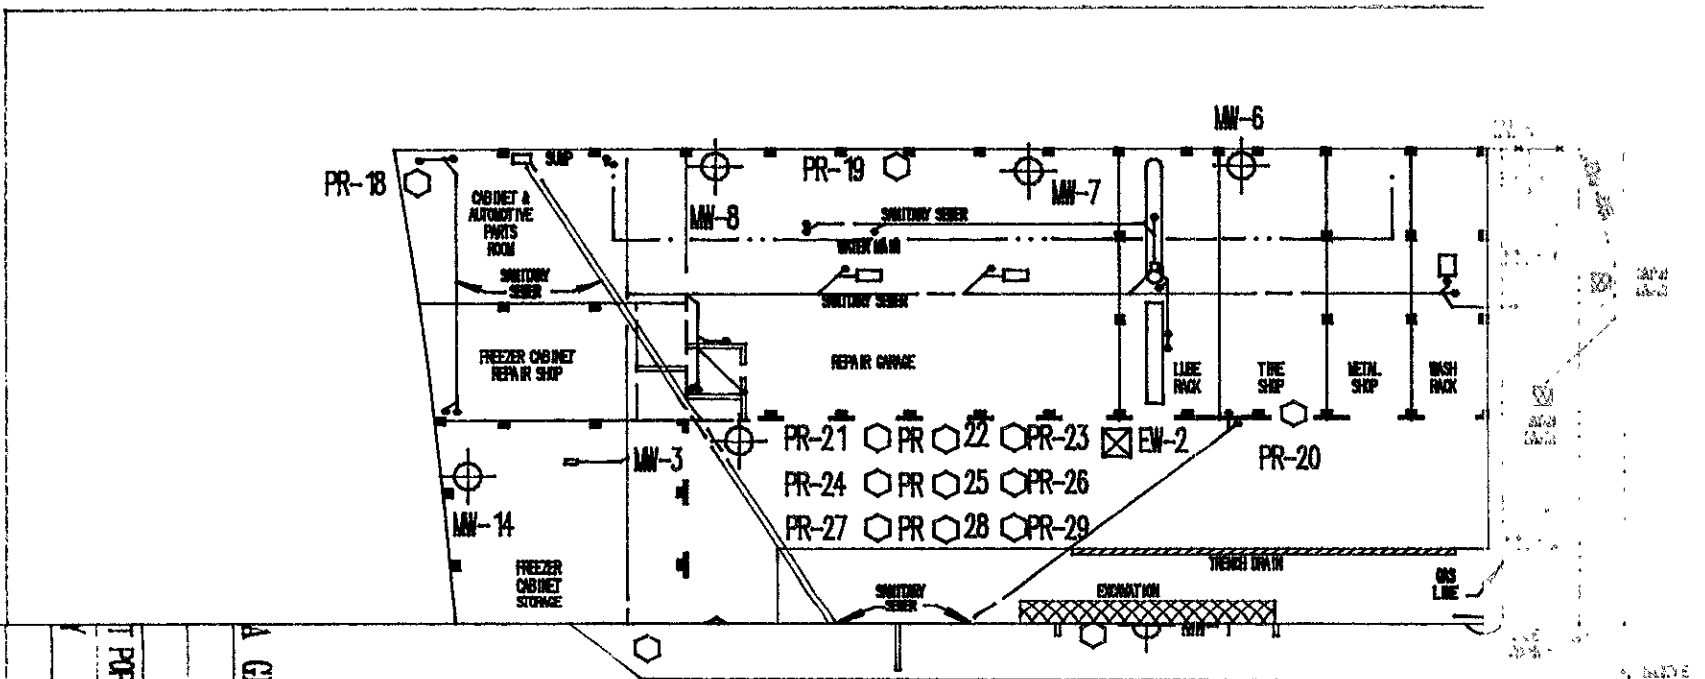 MW-6
PR-18
SUMP
PR-19
MW-7
CABINET &
AUTOMOTIVE
PARTS
ROOM
MW-8
SANITARY SEWER
WATER MAIN
SANITARY
SEWER
SANITARY SEWER
FREEZER CABINET
REPAIR SHOP
REPAIR GARAGE
LUBE
RACK
TIRE
SHOP
METAL
SHOP
WASH
RACK
PR-21 PR 22 PR-23 EW-2
MW-3
PR-20
PR-24 PR 25 PR-26
MW-14
PR-27 PR 28 PR-29
FREEZER
CABINET
STORAGE
TRENCH DRAIN
GAS
LINE
SANITARY
SEWER
EXCAVATION